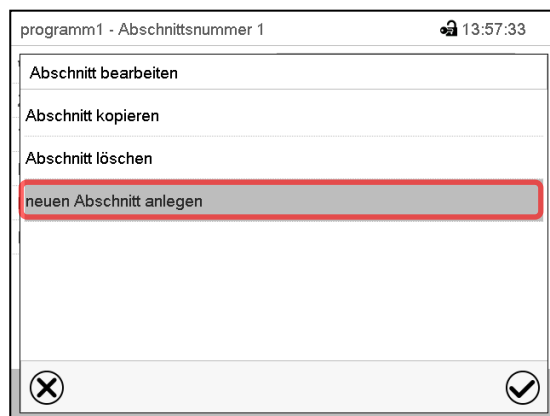 programm1 - Abschnittsnummer 1 13:57:33
Abschnitt bearbeiten
Abschnitt kopieren
Abschnitt löschen
neuen Abschnitt anlegen